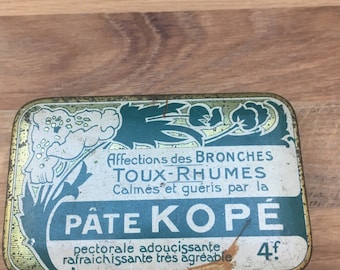 Affections des BRONCHES
TOUX-RHUMES
Calmés et guéris par la
PÂTE KOPÉ
pectorale adoucissante
rafraichissante très agréable
4f.